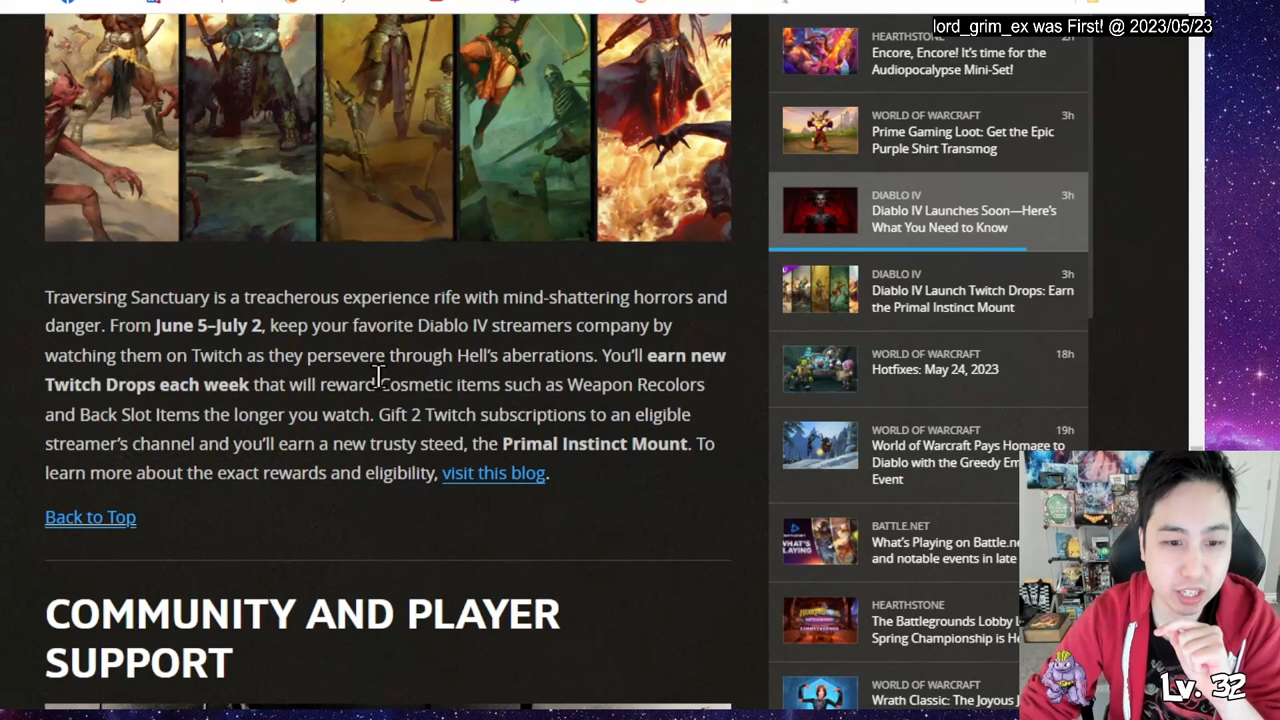 lord_grim_ex was First! @ 2023/05/23
Traversing Sanctuary is a treacherous experience rife with mind-shattering horrors and
danger. From June 5–July 2, keep your favorite Diablo IV streamers company by
watching them on Twitch as they persevere through Hell’s aberrations. You’ll earn new
Twitch Drops each week that will reward Cosmetic items such as Weapon Recolors
and Back Slot Items the longer you watch. Gift 2 Twitch subscriptions to an eligible
streamer’s channel and you’ll earn a new trusty steed, the Primal Instinct Mount. To
learn more about the exact rewards and eligibility, visit this blog.
Back to Top
COMMUNITY AND PLAYER
SUPPORT
HEARTHSTONE 2h
Encore, Encore! It’s time for the
Audiopocalypse Mini-Set!
WORLD OF WARCRAFT 3h
Prime Gaming Loot: Get the Epic
Purple Shirt Transmog
DIABLO IV 3h
Diablo IV Launches Soon—Here’s
What You Need to Know
DIABLO IV 3h
Diablo IV Launch Twitch Drops: Earn
the Primal Instinct Mount
WORLD OF WARCRAFT 18h
Hotfixes: May 24, 2023
WORLD OF WARCRAFT 19h
World of Warcraft Pays Homage to
Diablo with the Greedy Em
Event
WHAT'S
PLAYING
BATTLE.NET
What’s Playing on Battle.ne
and notable events in late
HEARTHSTONE
The Battlegrounds Lobby L
Spring Championship is He
WORLD OF WARCRAFT
Wrath Classic: The Joyous J
Lv. 32